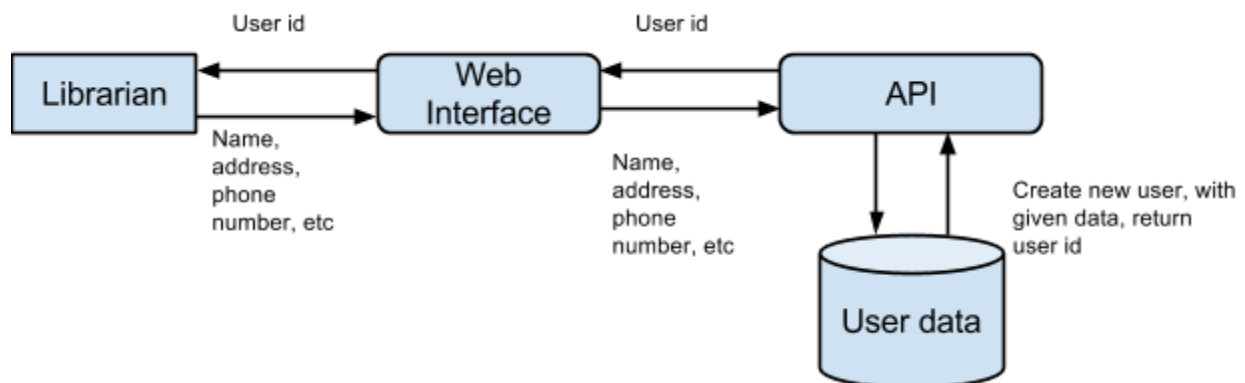 User id
User id
Librarian
Web
Interface
API
Name,
address,
phone
number, etc
Name,
address,
phone
number, etc
Create new user, with
given data, return
user id
User data